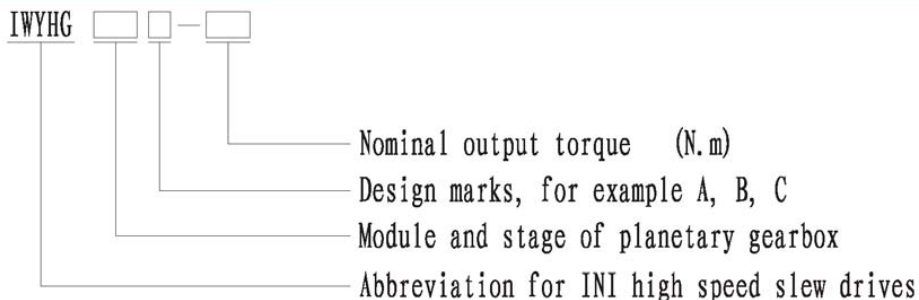 IWYHG —
Nominal output torque (N.m)
Design marks, for example A, B, C
Module and stage of planetary gearbox
Abbreviation for INI high speed slew drives